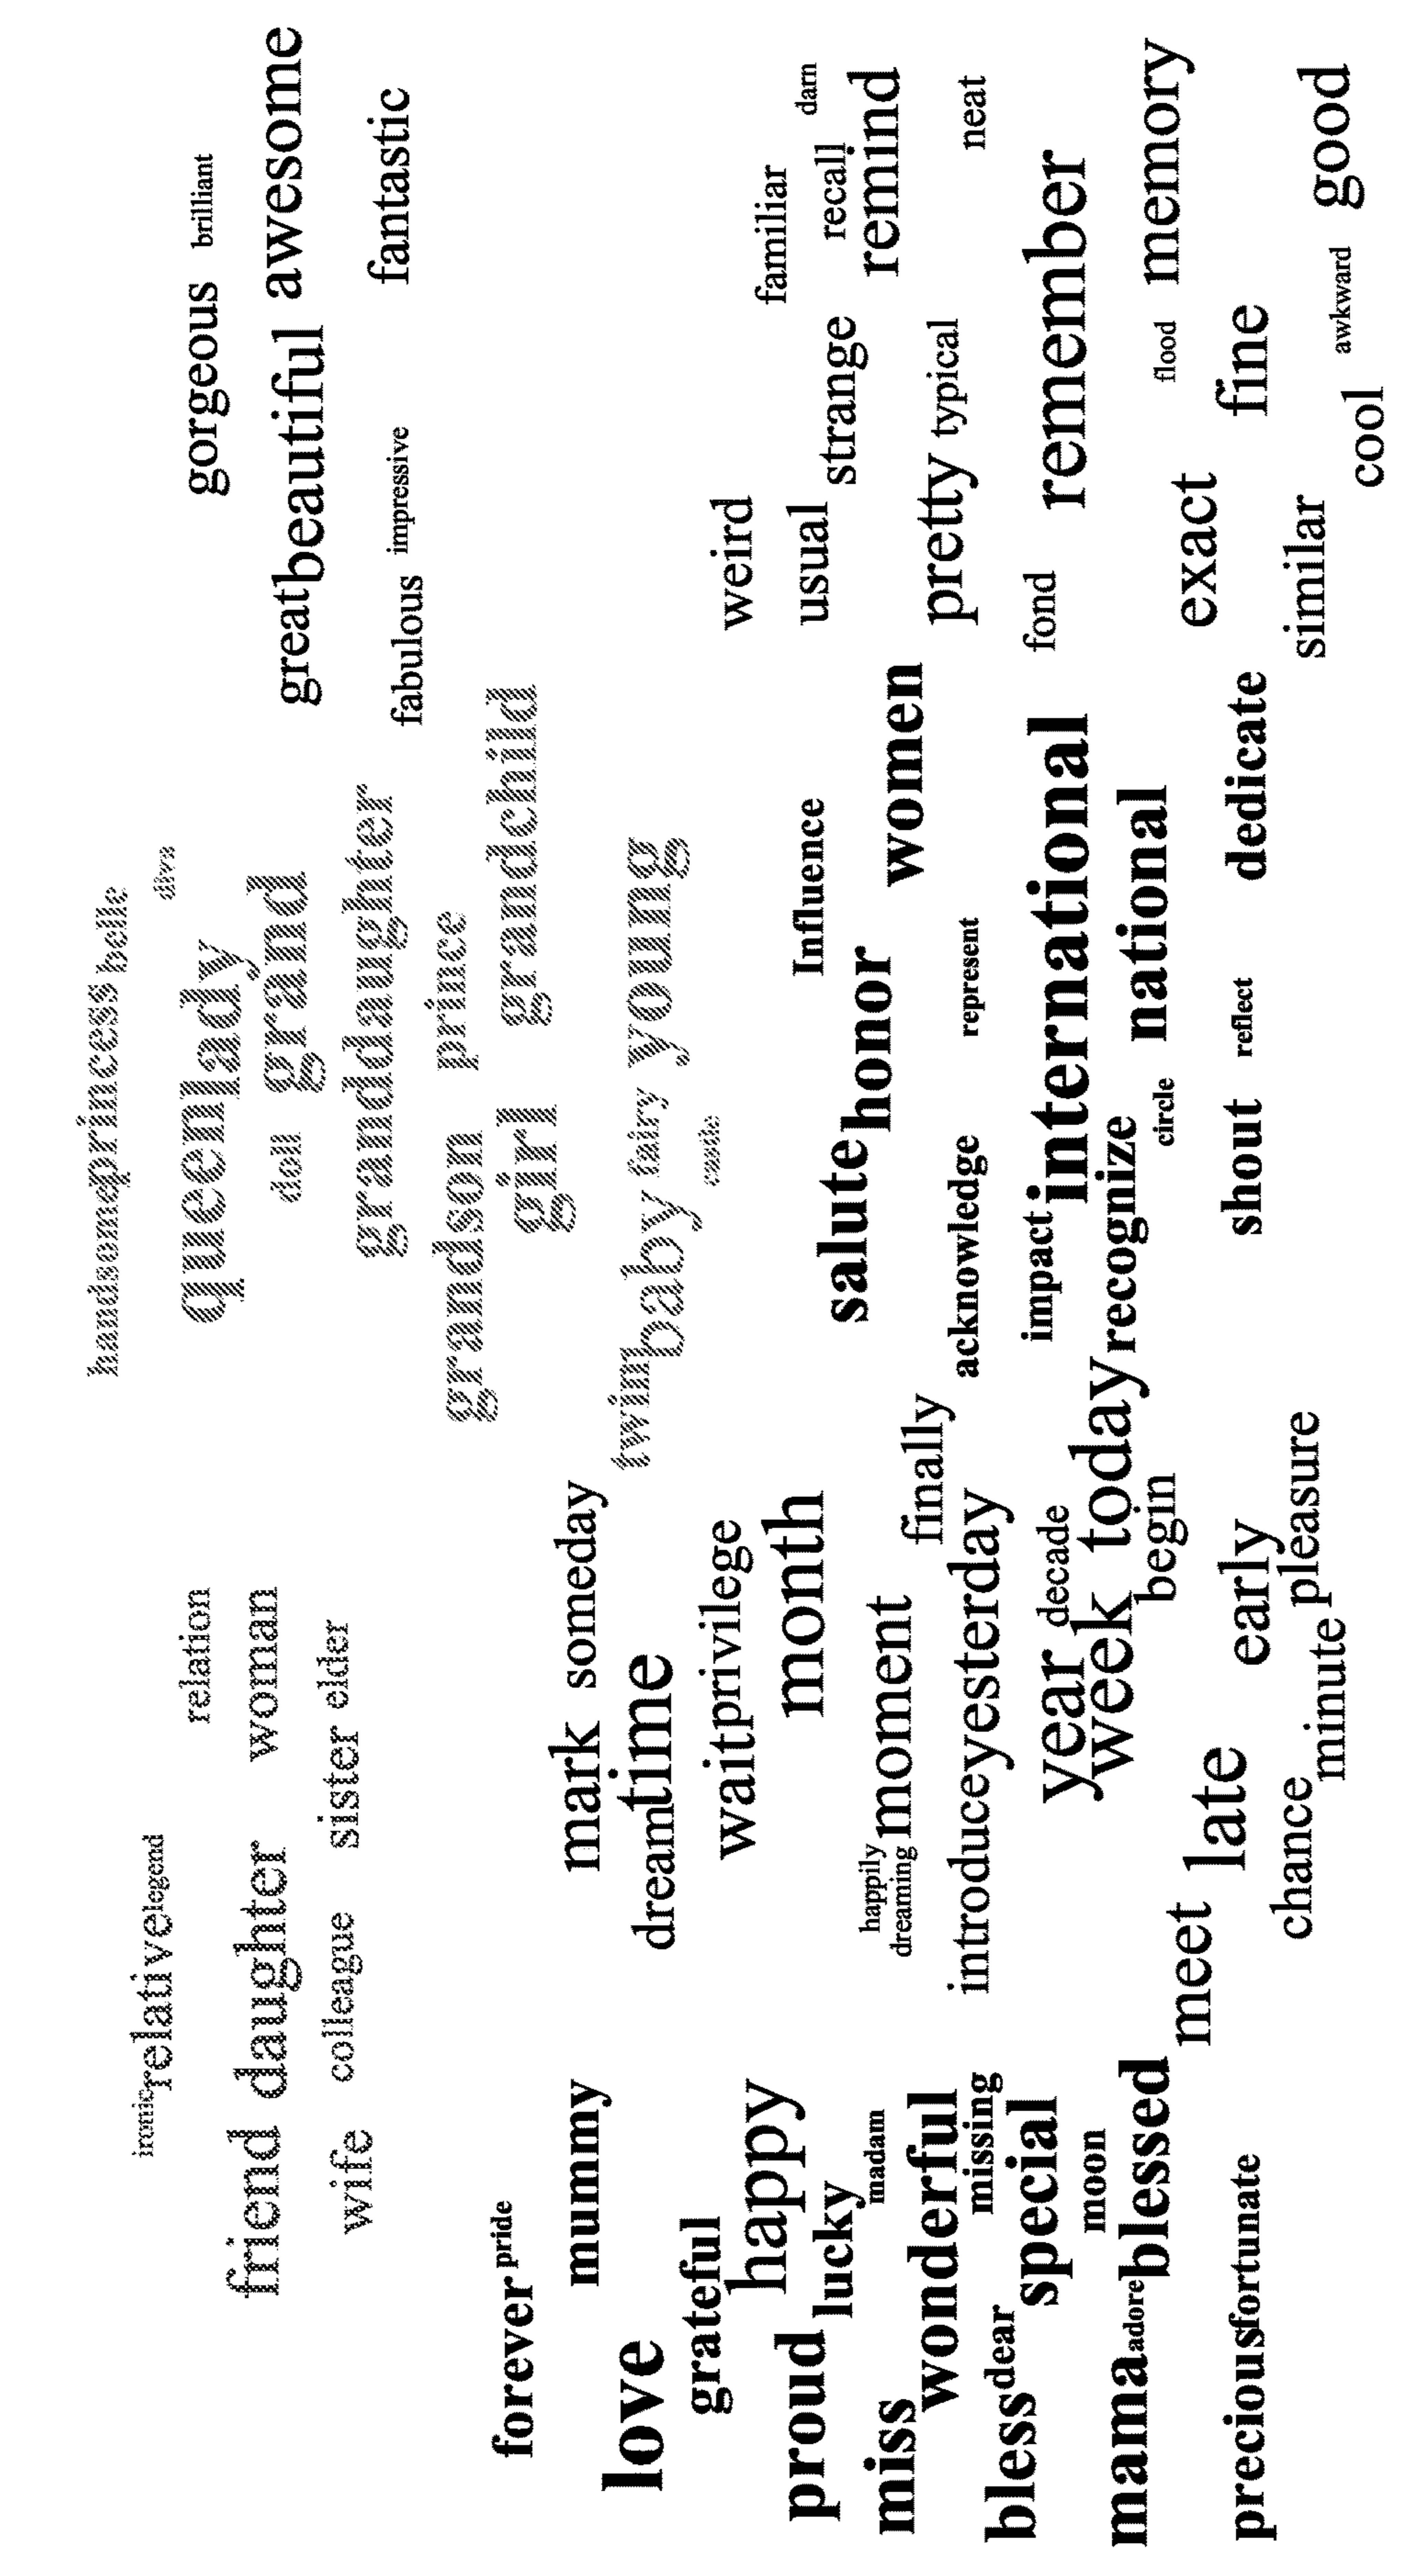 ironic
relative
legend
relation
friend
daughter
woman
wife
colleague
sister
elder
handsome
princess
belle
diva
queen
lady
doll
grand
granddaughter
grandson
prince
girl
grandchild
twin
baby
fairy
young
castle
gorgeous
brilliant
great
beautiful
awesome
fabulous
impressive
fantastic
forever
pride
mummy
love
grateful
happy
proud
lucky
madam
miss
wonderful
missing
bless
dear
special
moon
mama
adore
blessed
precious
fortunate
mark
someday
dream
time
wait
privilege
month
happily
dreaming
moment
finally
introduce
yesterday
year
decade
week
today
begin
meet
late
early
chance
minute
pleasure
Influence
salute
honor
women
acknowledge
represent
impact
international
recognize
circle
national
shout
reflect
dedicate
weird
familiar
usual
strange
recall
darn
remind
pretty
typical
neat
fond
remember
exact
flood
memory
fine
similar
cool
awkward
good